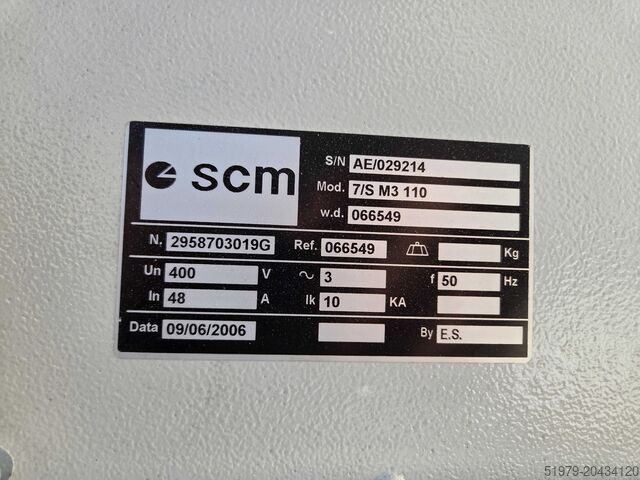 scm
S/N AE/029214
Mod. 7/S M3 110
w.d. 066549
N. 2958703019G Ref. 066549 Kg
Un 400 V ~ 3 f 50 Hz
In 48 A Ik 10 KA
Data 09/06/2006 By E.S.
51979-20434120